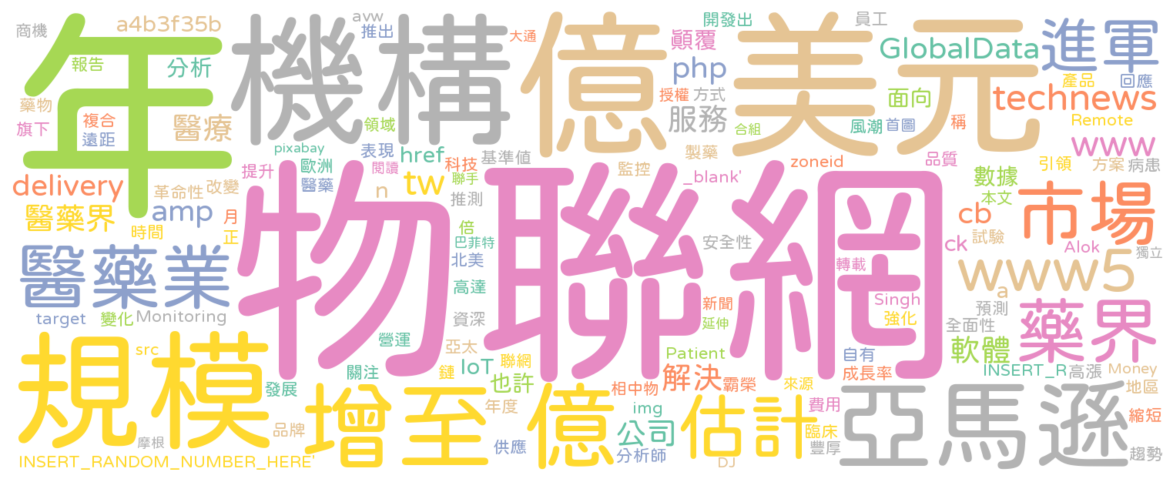 商機
a4b3f35b
年
機構
avw
推出
大通
億
美元
開發出
員工
顛覆
GlobalData
進軍
報告
分析
php
產品
回應
藥物
授權
方式
面向
technews
旗下
複合
遠距
醫療
領域
服務
合組
風潮
首圖
稱
Remote
pixabay
表現
href
製藥
www
提升
歐洲
閱讀
科技
基準值
監控
zoneid
品質
引領
方案
病患
delivery
革命性
改變
醫藥
n
tw
聯手
推測
_blank'
數據
本文
醫藥界
amp
月
物聯網
市場
時間
正
倍
巴菲特
安全性
cb
試驗
Alok
獨立
醫藥業
北美
轉載
ck
www5
高達
Singh
a
target
變化
Monitoring
資深
新聞
延伸
強化
預測
全面性
藥界
規模
src
營運
亞太
聯網
鏈
IoT
Patient
自有
軟體
發展
關注
也許
相中物
解決
霸榮
成長率
INSERT_R
高漲
Money
來源
地區
增至
億
年度
img
估計
費用
亞馬遜
縮短
品牌
摩根
供應
公司
分析師
臨床
豐厚
趨勢
INSERT_RANDOM_NUMBER_HERE'
DJ